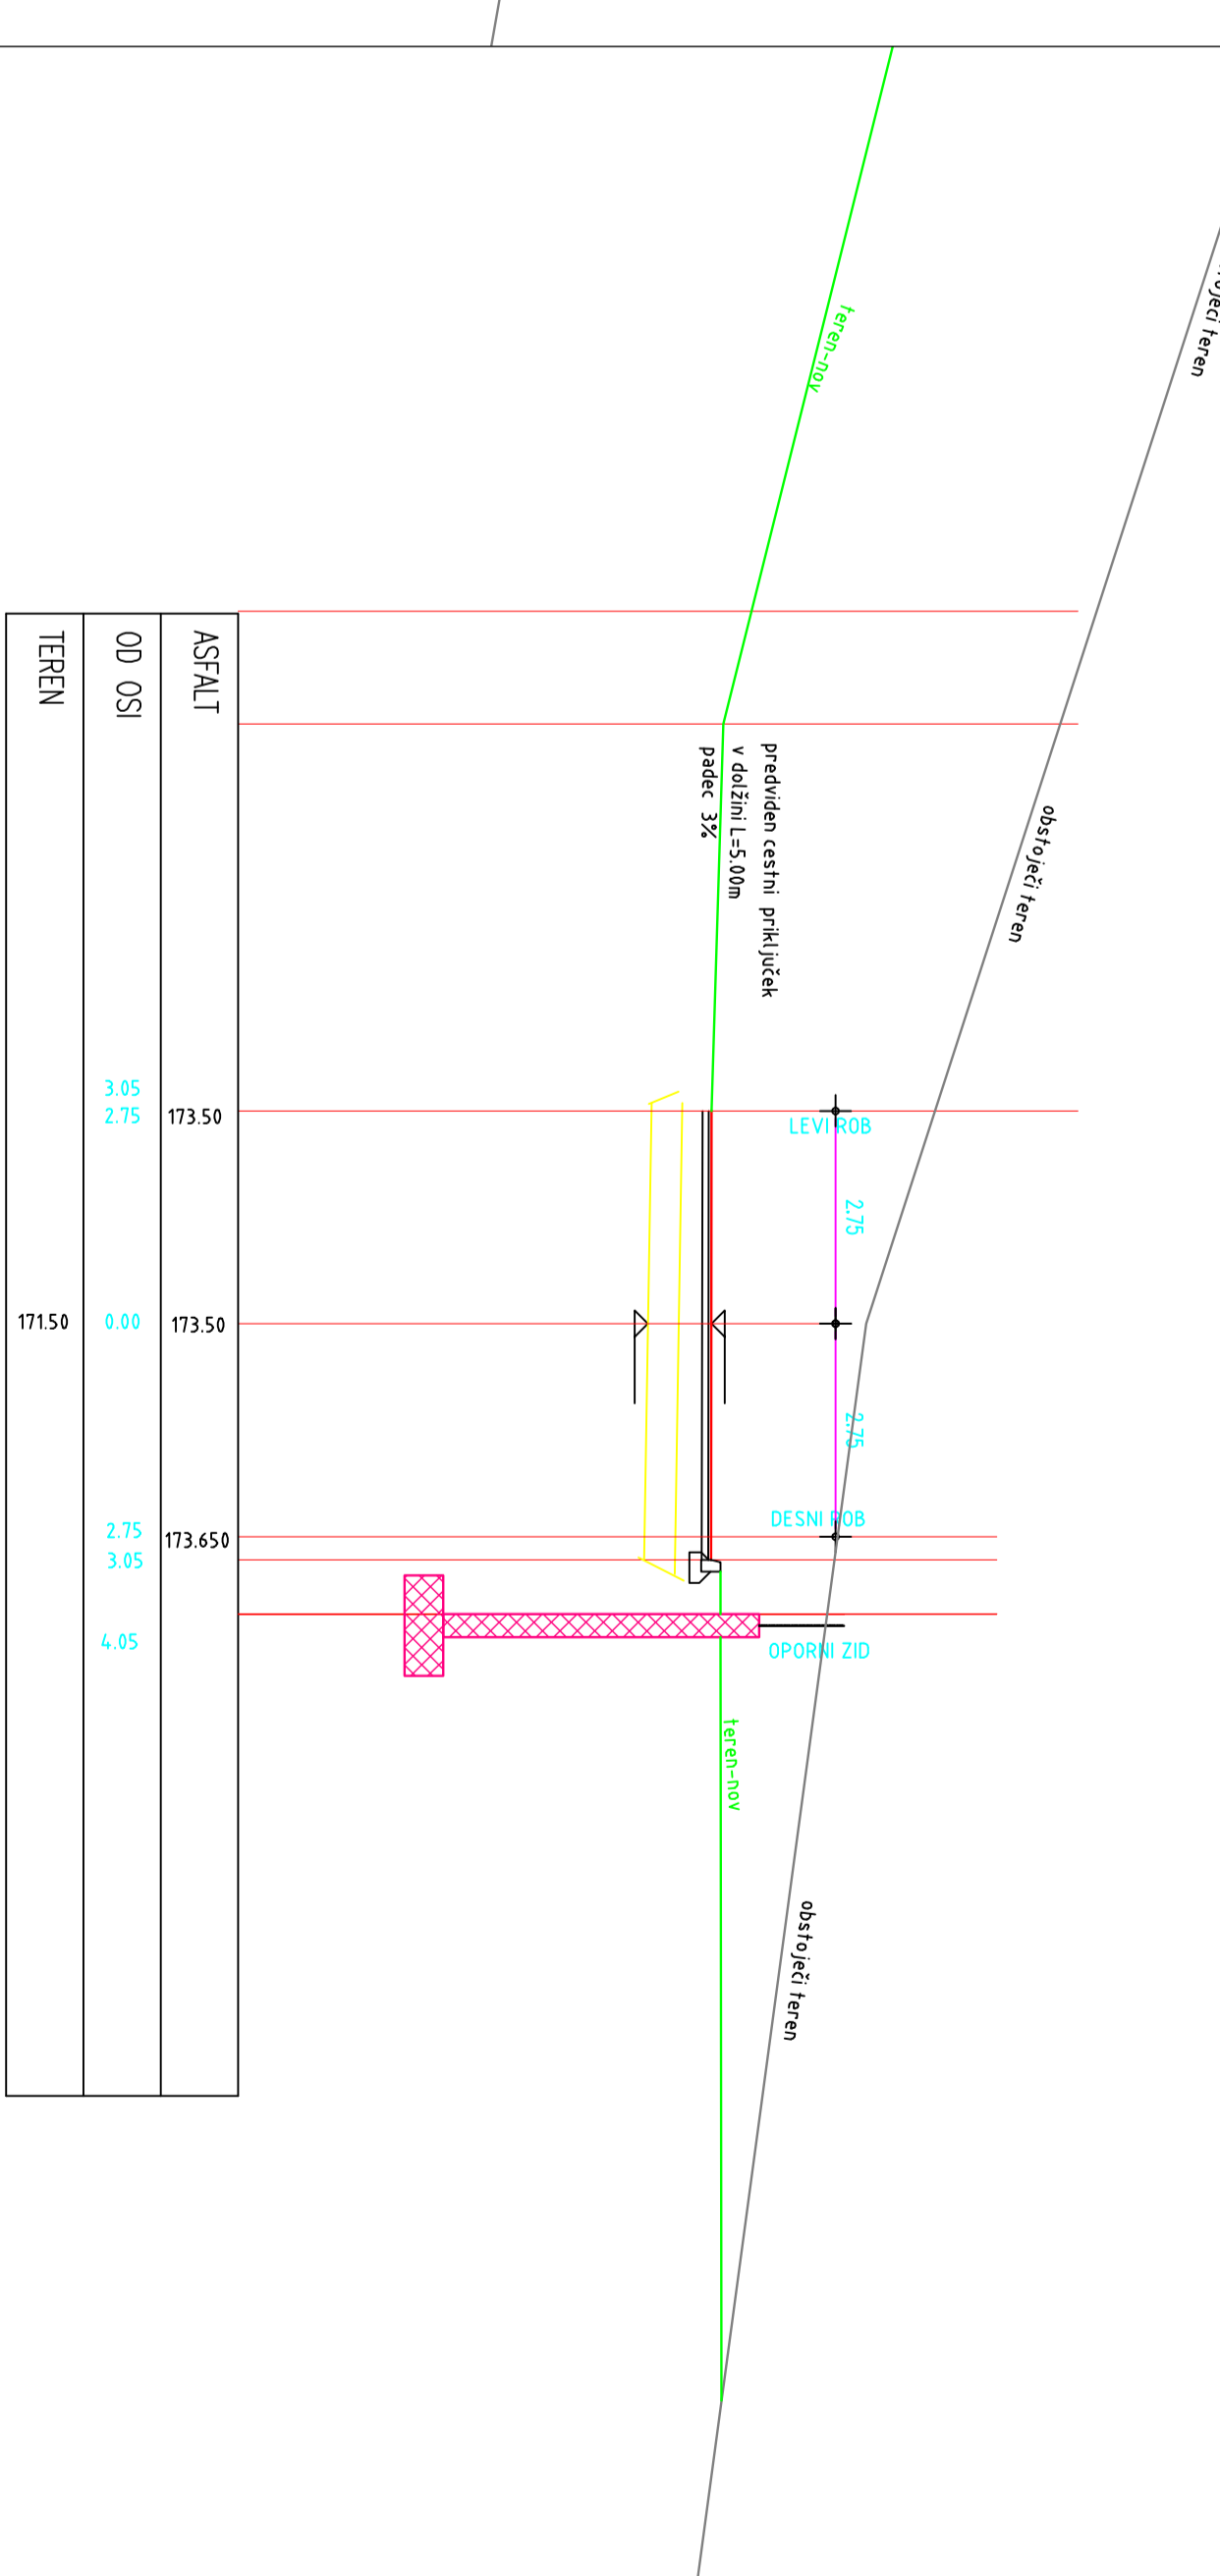 teren-nov
obstoječi teren
predviden cestni priključek
v dolžini L=5.00m
padec 3%
obstoječi teren
LEVI ROB
2.75
2.75
DESNI ROB
OPORNI ZID
teren-nov
obstoječi teren
ASFALT
173.50
173.50
173.650
OD OSI
3.05
2.75
0.00
2.75
3.05
4.05
TEREN
171.50